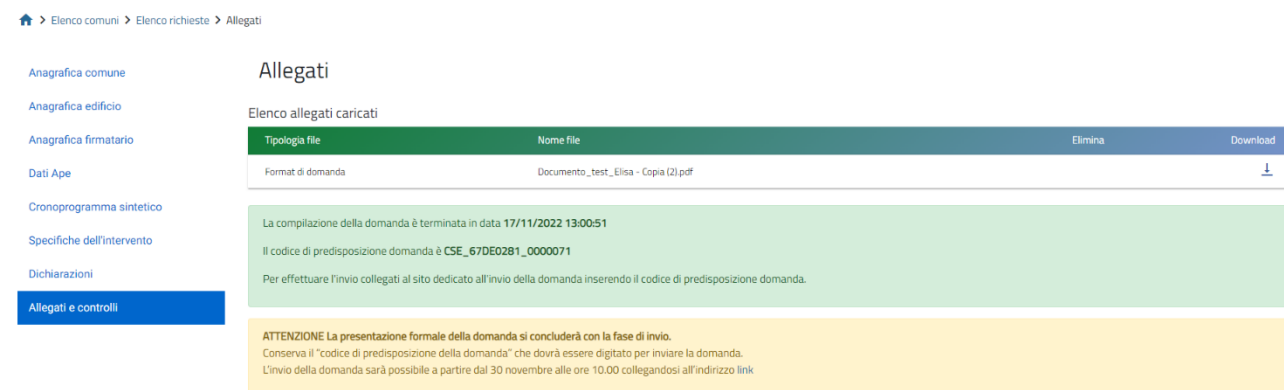 Elenco comuni > Elenco richieste > Allegati
Anagrafica comune
Anagrafica edificio
Anagrafica firmatario
Dati Ape
Cronoprogramma sintetico
Specifiche dell'intervento
Dichiarazioni
Allegati e controlli
Allegati
Elenco allegati caricati
Tipologia file Nome file Elimina Download
Format di domanda Documento_test_Elisa - Copia (2).pdf
La compilazione della domanda è terminata in data 17/11/2022 13:00:51
Il codice di predisposizione domanda è CSE_67DE0281_0000071
Per effettuare l'invio collegati al sito dedicato all'invio della domanda inserendo il codice di predisposizione domanda.
ATTENZIONE La presentazione formale della domanda si concluderà con la fase di invio.
Conserva il "codice di predisposizione della domanda" che dovrà essere digitato per inviare la domanda.
L'invio della domanda sarà possibile a partire dal 30 novembre alle ore 10.00 collegandosi all'indirizzo link